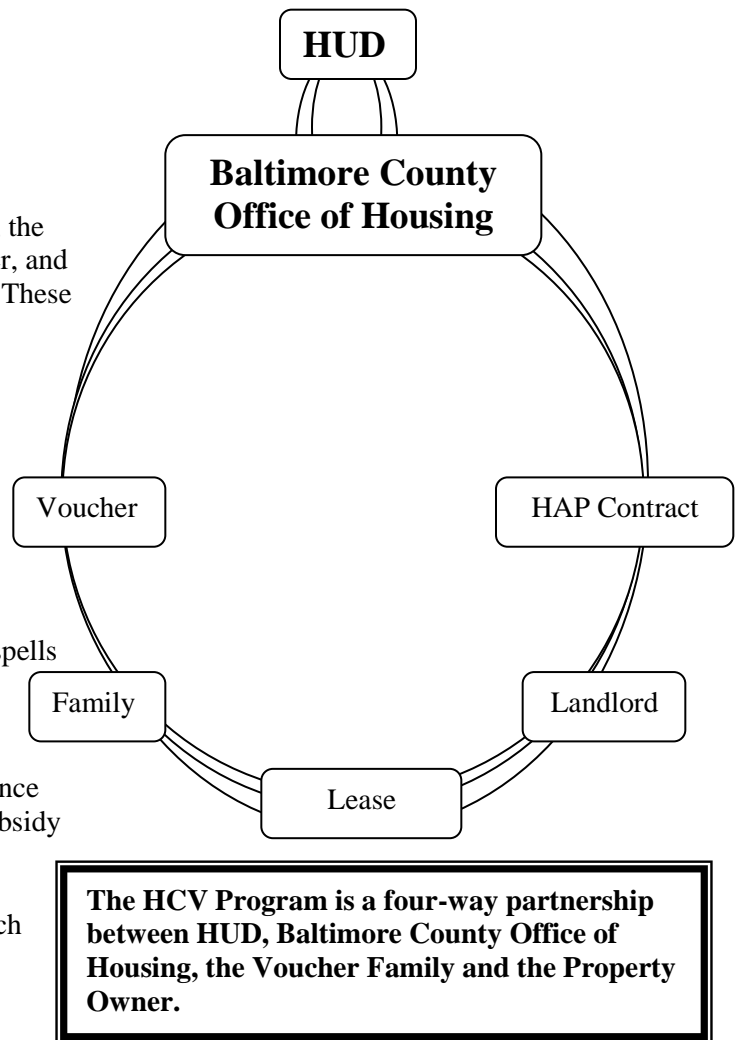 HUD
Baltimore County
Office of Housing
the
r, and
These
Voucher
HAP Contract
spells
Family
Landlord
ance
Lease
bsidy
ch
The HCV Program is a four-way partnership
between HUD, Baltimore County Office of
Housing, the Voucher Family and the Property
Owner.